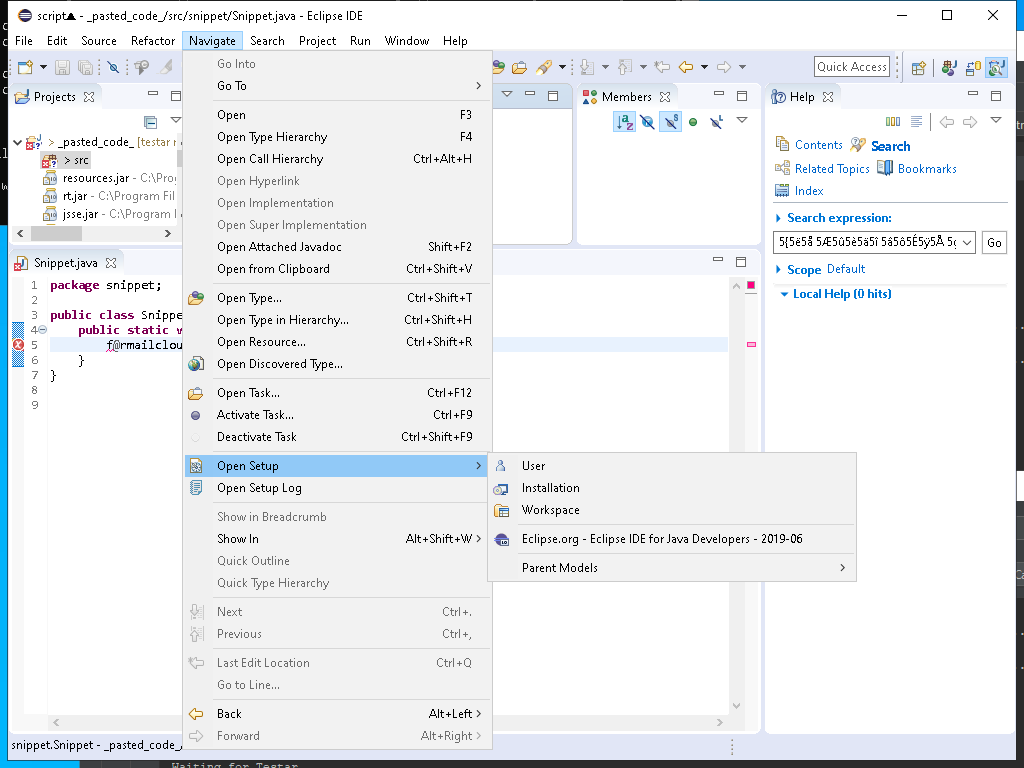 script▲ - _pasted_code_/src/snippet/Snippet.java - Eclipse IDE
File Edit Source Refactor Navigate Search Project Run Window Help
Quick Access
Projects
> _pasted_code_ [testar
> src
resources.jar - C:\Prog
rt.jar - C:\Program Fil
jsse.jar - C:\Program
Go Into
Go To
Open F3
Open Type Hierarchy F4
Open Call Hierarchy Ctrl+Alt+H
Open Hyperlink
Open Implementation
Open Super Implementation
Open Attached Javadoc Shift+F2
Open from Clipboard Ctrl+Shift+V
Open Type... Ctrl+Shift+T
Open Type in Hierarchy... Ctrl+Shift+H
Open Resource... Ctrl+Shift+R
Open Discovered Type...
Open Task... Ctrl+F12
Activate Task... Ctrl+F9
Deactivate Task Ctrl+Shift+F9
Open Setup
Open Setup Log
Show in Breadcrumb
Show In Alt+Shift+W
Quick Outline
Quick Type Hierarchy
Next Ctrl+.
Previous Ctrl+,
Last Edit Location Ctrl+Q
Go to Line...
Back Alt+Left
Forward Alt+Right
User
Installation
Workspace
Eclipse.org - Eclipse IDE for Java Developers - 2019-06
Parent Models
Members
Help
Contents Search
Related Topics Bookmarks
Index
Search expression:
Go
Scope Default
Local Help (0 hits)
Snippet.java
1 package snippet;
2
3 public class Snippe
4 public static v
5 f@rmailclou
6 }
7 }
8
9
snippet.Snippet - _pasted_code_
Waiting for Testar